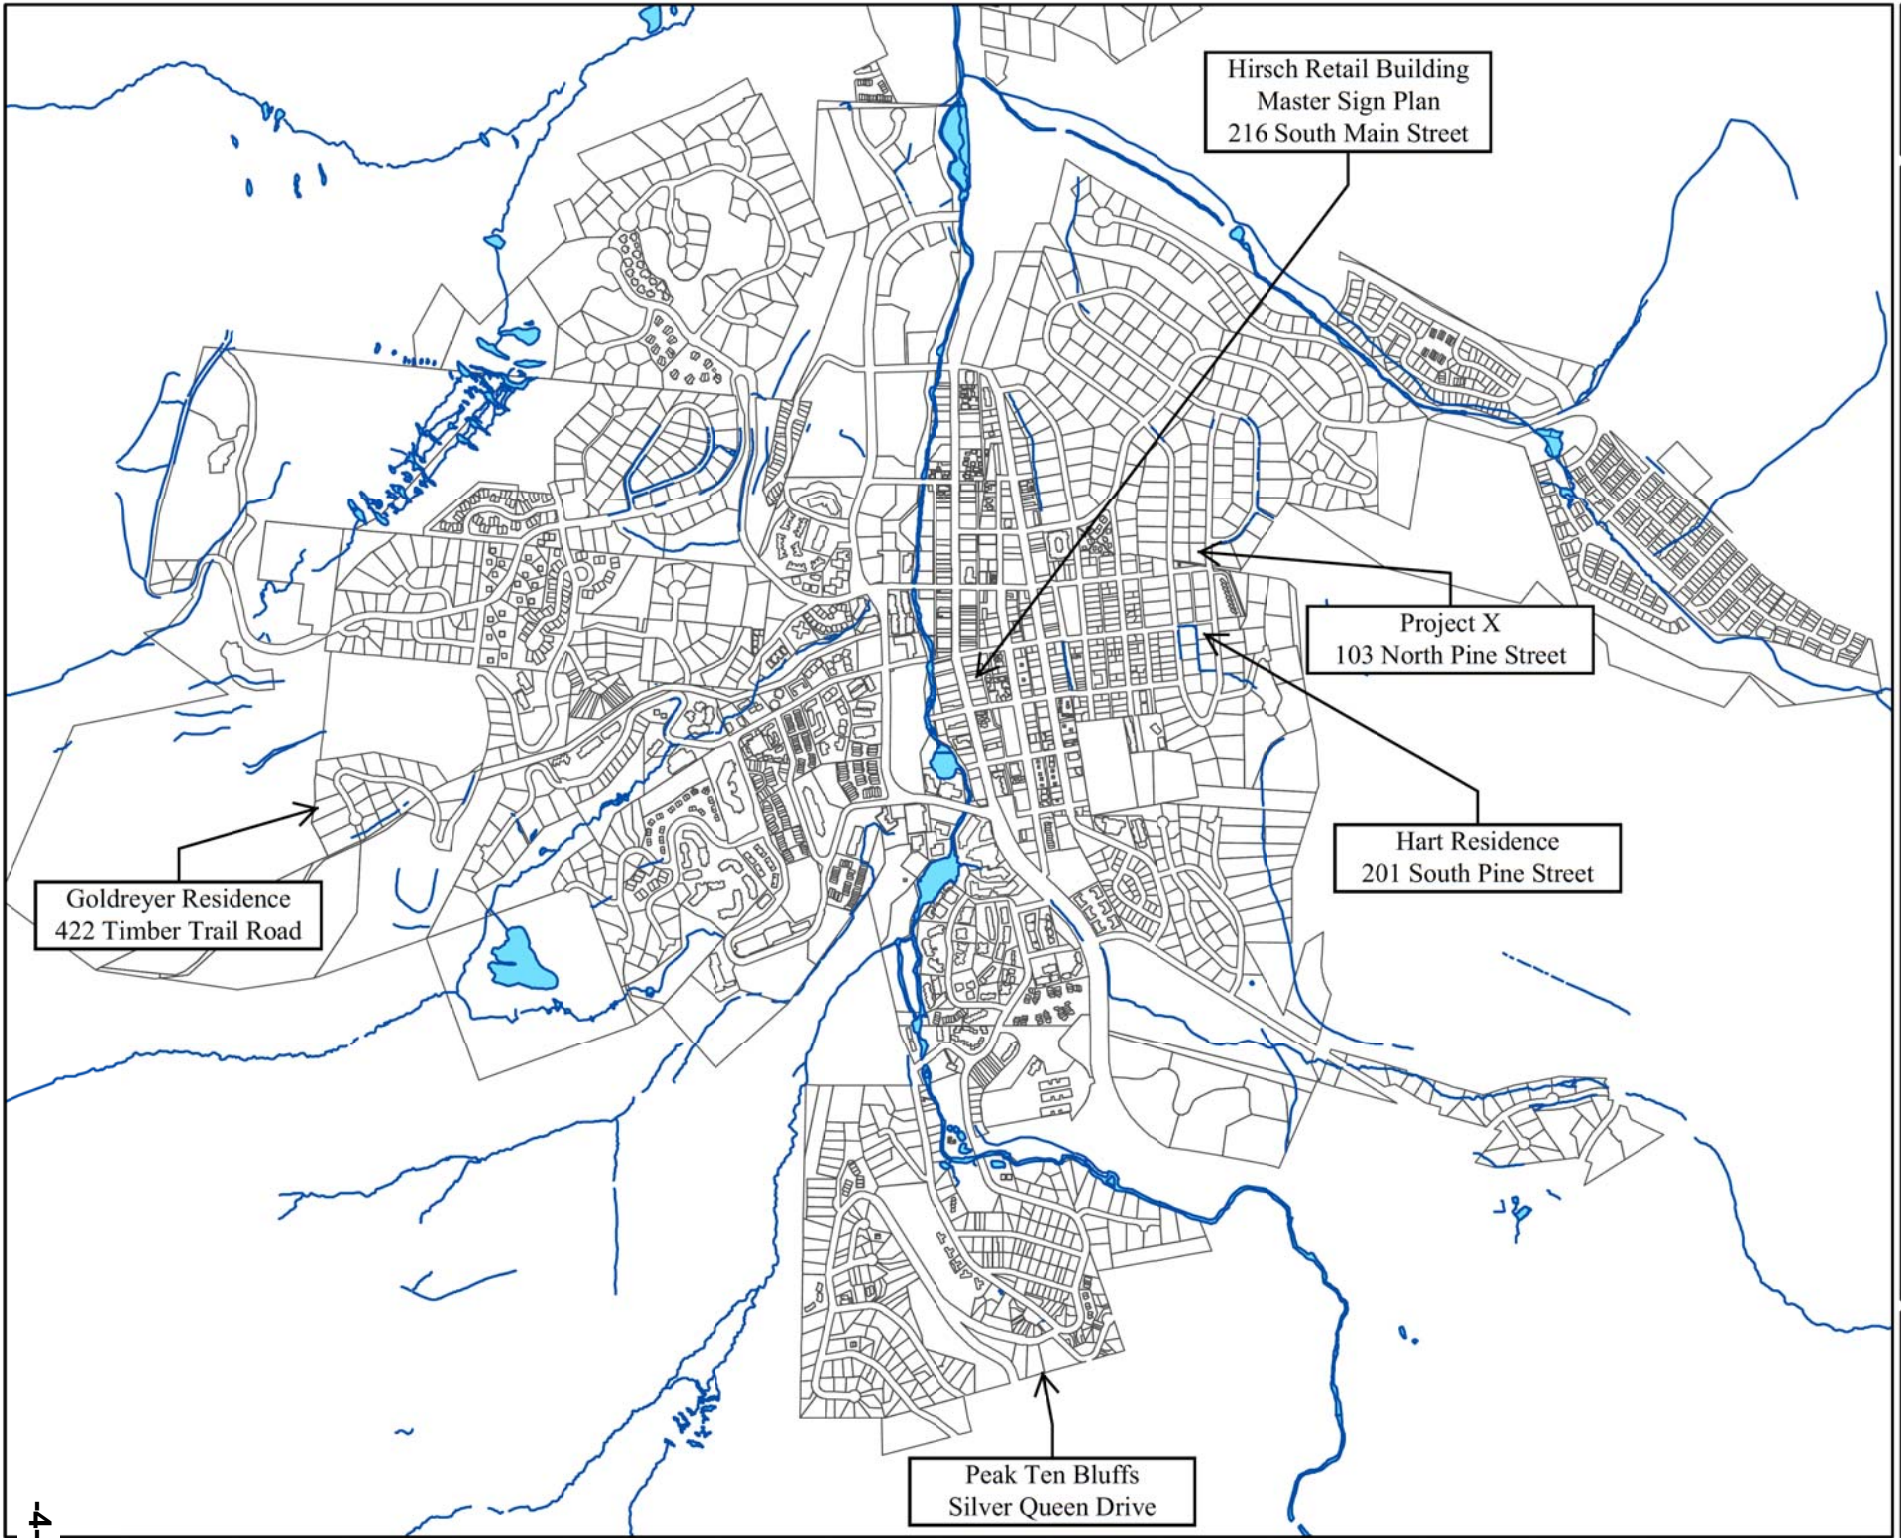 Hirsch Retail Building
Master Sign Plan
216 South Main Street
Project X
103 North Pine Street
Hart Residence
201 South Pine Street
Goldreyer Residence
422 Timber Trail Road
Peak Ten Bluffs
Silver Queen Drive
-4-